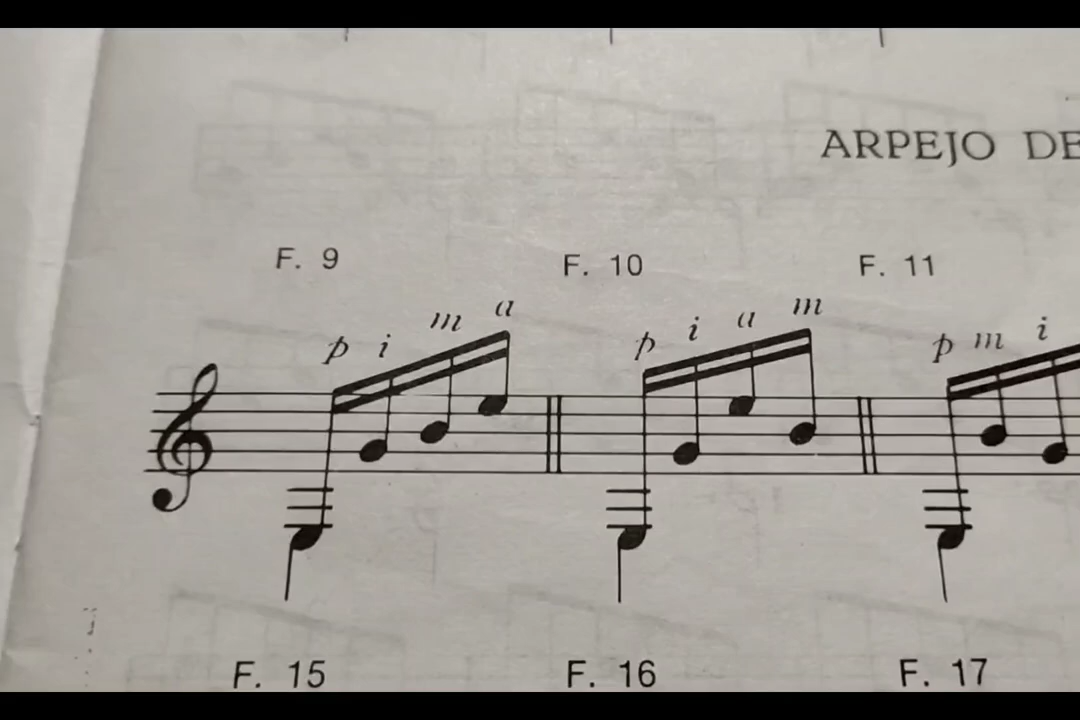 ARPEJO DE
F. 9 F. 10 F. 11
p i m a p i a m p m i
F. 15 F. 16 F. 17